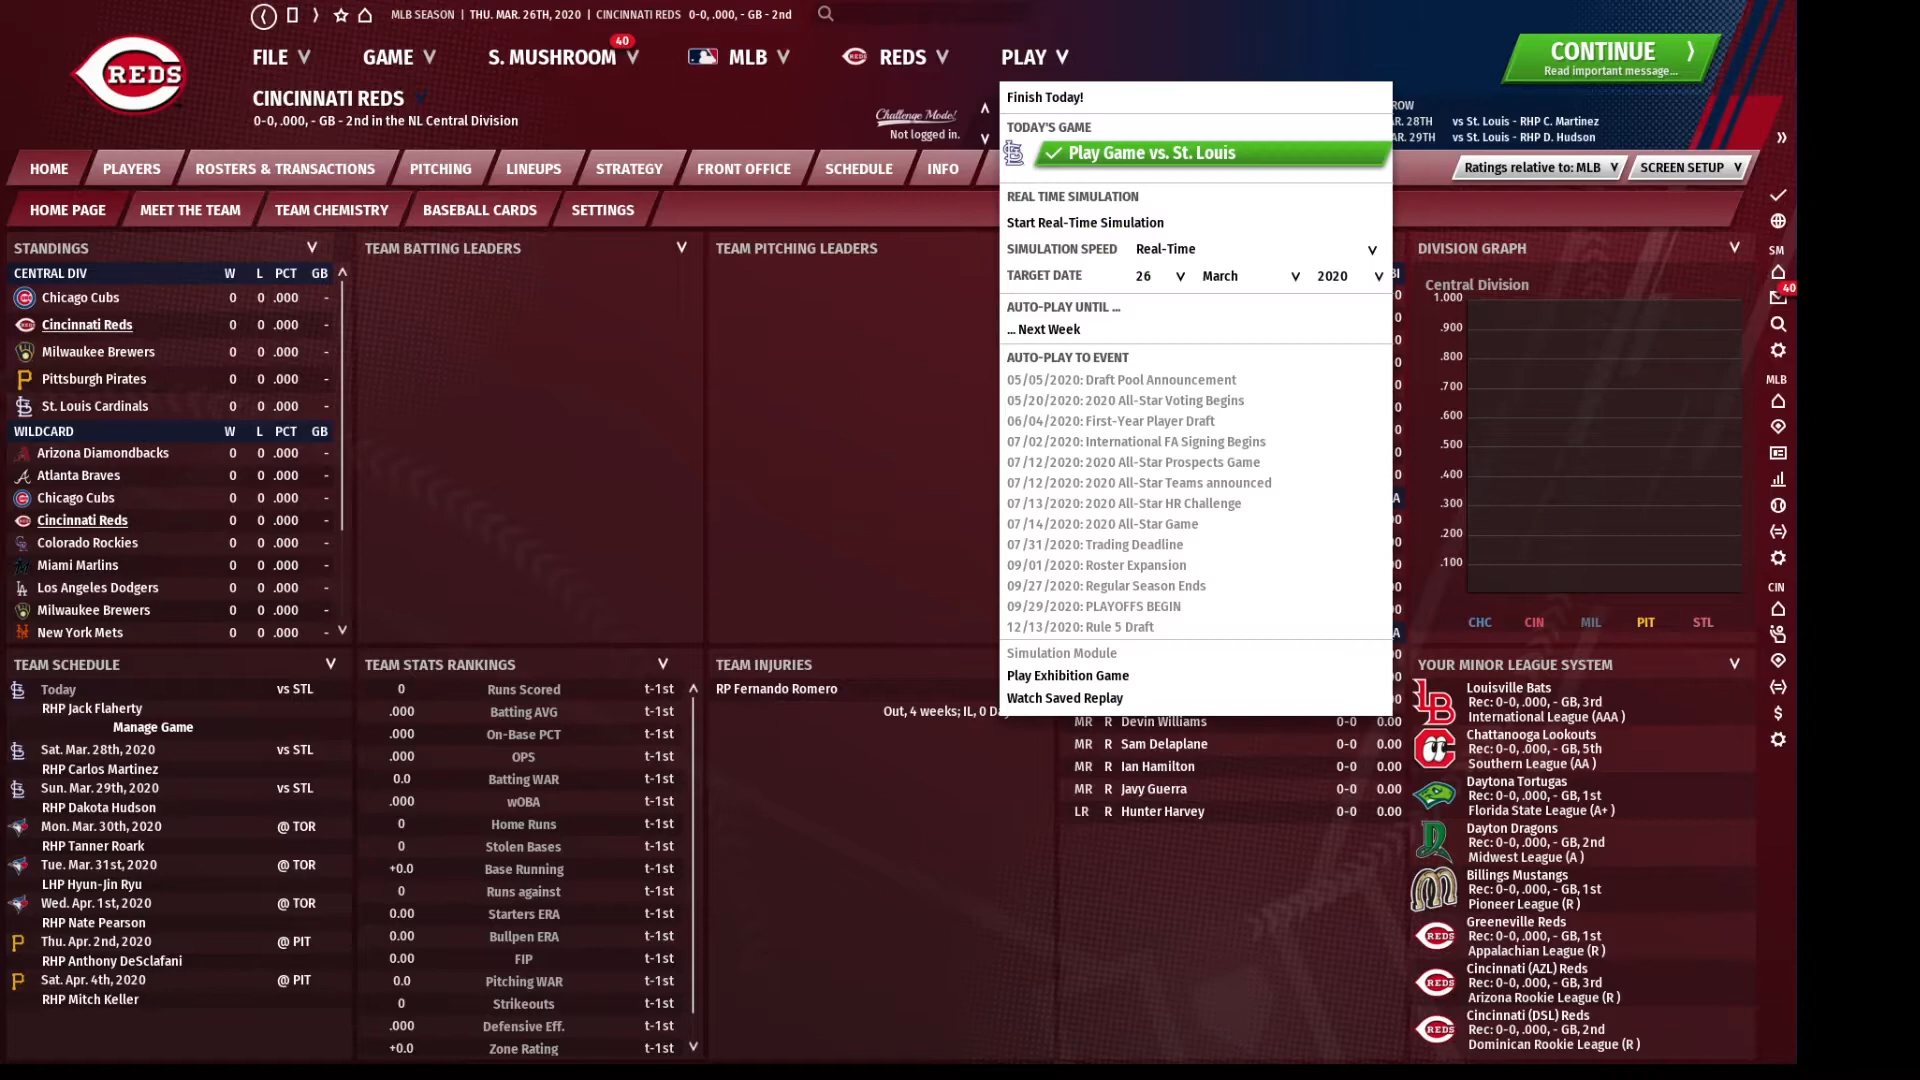 MLB SEASON | THU. MAR. 26TH, 2020 | CINCINNATI REDS 0-0, .000, - GB - 2nd
FILE GAME S. MUSHROOM 40 MLB REDS PLAY
CONTINUE
Read important message...
REDS
CINCINNATI REDS
0-0, .000, - GB - 2nd in the NL Central Division
Challenge Mode!
Not logged in.
ROW
AR. 28TH vs St. Louis - RHP C. Martinez
AR. 29TH vs St. Louis - RHP D. Hudson
HOME PLAYERS ROSTERS & TRANSACTIONS PITCHING LINEUPS STRATEGY FRONT OFFICE SCHEDULE INFO
Ratings relative to: MLB SCREEN SETUP
HOME PAGE MEET THE TEAM TEAM CHEMISTRY BASEBALL CARDS SETTINGS
Finish Today!
TODAY'S GAME
Play Game vs. St. Louis
REAL TIME SIMULATION
Start Real-Time Simulation
SIMULATION SPEED Real-Time
TARGET DATE 26 March 2020
AUTO-PLAY UNTIL ...
... Next Week
AUTO-PLAY TO EVENT
05/05/2020: Draft Pool Announcement
05/20/2020: 2020 All-Star Voting Begins
06/04/2020: First-Year Player Draft
07/02/2020: International FA Signing Begins
07/12/2020: 2020 All-Star Prospects Game
07/12/2020: 2020 All-Star Teams announced
07/13/2020: 2020 All-Star HR Challenge
07/14/2020: 2020 All-Star Game
07/31/2020: Trading Deadline
09/01/2020: Roster Expansion
09/27/2020: Regular Season Ends
09/29/2020: PLAYOFFS BEGIN
12/13/2020: Rule 5 Draft
Simulation Module
Play Exhibition Game
Watch Saved Replay
STANDINGS
CENTRAL DIV W L PCT GB
Chicago Cubs 0 0 .000 -
Cincinnati Reds 0 0 .000 -
Milwaukee Brewers 0 0 .000 -
Pittsburgh Pirates 0 0 .000 -
St. Louis Cardinals 0 0 .000 -
WILDCARD W L PCT GB
Arizona Diamondbacks 0 0 .000 -
Atlanta Braves 0 0 .000 -
Chicago Cubs 0 0 .000 -
Cincinnati Reds 0 0 .000 -
Colorado Rockies 0 0 .000 -
Miami Marlins 0 0 .000 -
Los Angeles Dodgers 0 0 .000 -
Milwaukee Brewers 0 0 .000 -
New York Mets 0 0 .000 -
TEAM BATTING LEADERS
TEAM PITCHING LEADERS
DIVISION GRAPH
Central Division
1.000
.900
.800
.700
.600
.500
.400
.300
.200
.100
CHC CIN MIL PIT STL
SM
40
MLB
CIN
TEAM SCHEDULE
Today vs STL
RHP Jack Flaherty
Manage Game
Sat. Mar. 28th, 2020 vs STL
RHP Carlos Martinez
Sun. Mar. 29th, 2020 vs STL
RHP Dakota Hudson
Mon. Mar. 30th, 2020 @ TOR
RHP Tanner Roark
Tue. Mar. 31st, 2020 @ TOR
LHP Hyun-Jin Ryu
Wed. Apr. 1st, 2020 @ TOR
RHP Nate Pearson
Thu. Apr. 2nd, 2020 @ PIT
RHP Anthony DeSclafani
Sat. Apr. 4th, 2020 @ PIT
RHP Mitch Keller
TEAM STATS RANKINGS
0 Runs Scored t-1st
.000 Batting AVG t-1st
.000 On-Base PCT t-1st
.000 OPS t-1st
0.0 Batting WAR t-1st
.000 wOBA t-1st
0 Home Runs t-1st
0 Stolen Bases t-1st
+0.0 Base Running t-1st
0 Runs against t-1st
0.00 Starters ERA t-1st
0.00 Bullpen ERA t-1st
0.00 FIP t-1st
0.0 Pitching WAR t-1st
0 Strikeouts t-1st
.000 Defensive Eff. t-1st
+0.0 Zone Rating t-1st
TEAM INJURIES
RP Fernando Romero
Out, 4 weeks; IL, 0 Da
MR R Devin Williams 0-0 0.00
MR R Sam Delaplane 0-0 0.00
MR R Ian Hamilton 0-0 0.00
MR R Javy Guerra 0-0 0.00
LR R Hunter Harvey 0-0 0.00
YOUR MINOR LEAGUE SYSTEM
Louisville Bats
Rec: 0-0, .000, - GB, 3rd
International League (AAA )
Chattanooga Lookouts
Rec: 0-0, .000, - GB, 5th
Southern League (AA )
Daytona Tortugas
Rec: 0-0, .000, - GB, 1st
Florida State League (A+ )
Dayton Dragons
Rec: 0-0, .000, - GB, 2nd
Midwest League (A )
Billings Mustangs
Rec: 0-0, .000, - GB, 1st
Pioneer League (R )
Greeneville Reds
Rec: 0-0, .000, - GB, 1st
Appalachian League (R )
Cincinnati (AZL) Reds
Rec: 0-0, .000, - GB, 3rd
Arizona Rookie League (R )
Cincinnati (DSL) Reds
Rec: 0-0, .000, - GB, 2nd
Dominican Rookie League (R )